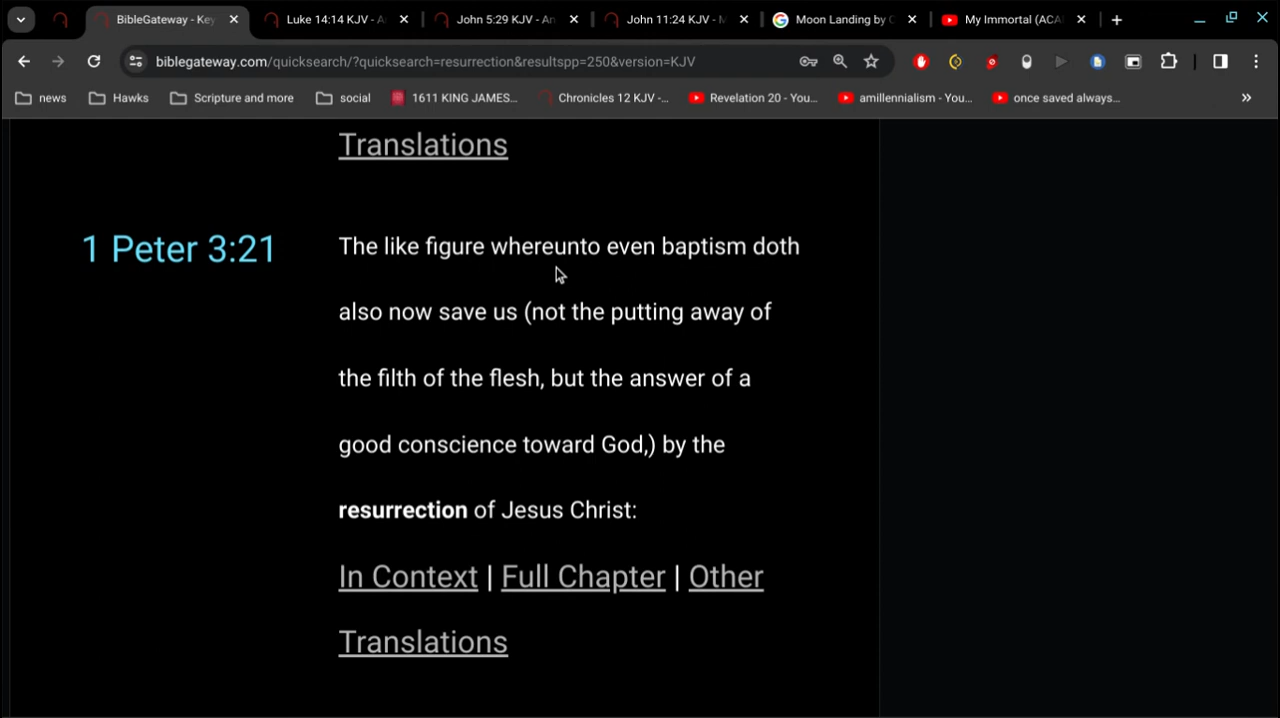 BibleGateway - Key
Luke 14:14 KJV - A
John 5:29 KJV - An
John 11:24 KJV - M
Moon Landing by C
My Immortal (ACA
biblegateway.com/quicksearch/?quicksearch=resurrection&resultspp=250&version=KJV
news
Hawks
Scripture and more
social
1611 KING JAMES...
Chronicles 12 KJV -...
Revelation 20 - You...
amillennialism - You...
once saved always...
Translations
1 Peter 3:21
The like figure whereunto even baptism doth
also now save us (not the putting away of
the filth of the flesh, but the answer of a
good conscience toward God,) by the
resurrection of Jesus Christ:
In Context | Full Chapter | Other
Translations